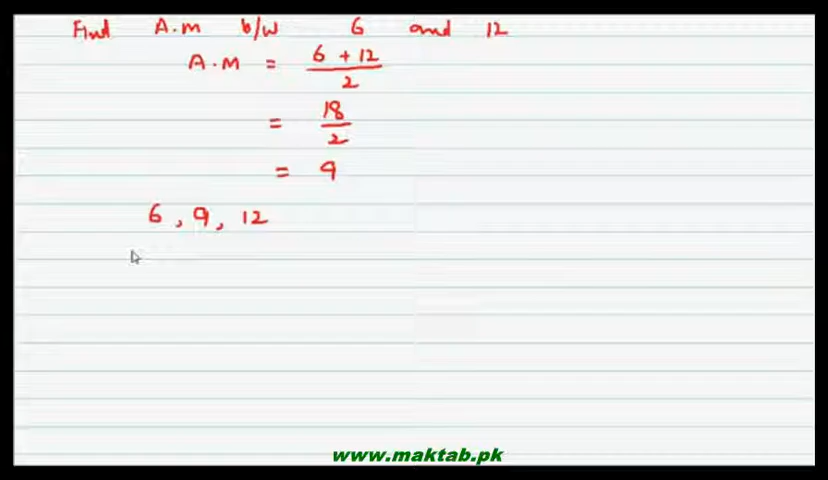 Find A.M b/w 6 and 12
A.M = 6 + 12 / 2
= 18 / 2
= 9
6, 9, 12
www.maktab.pk